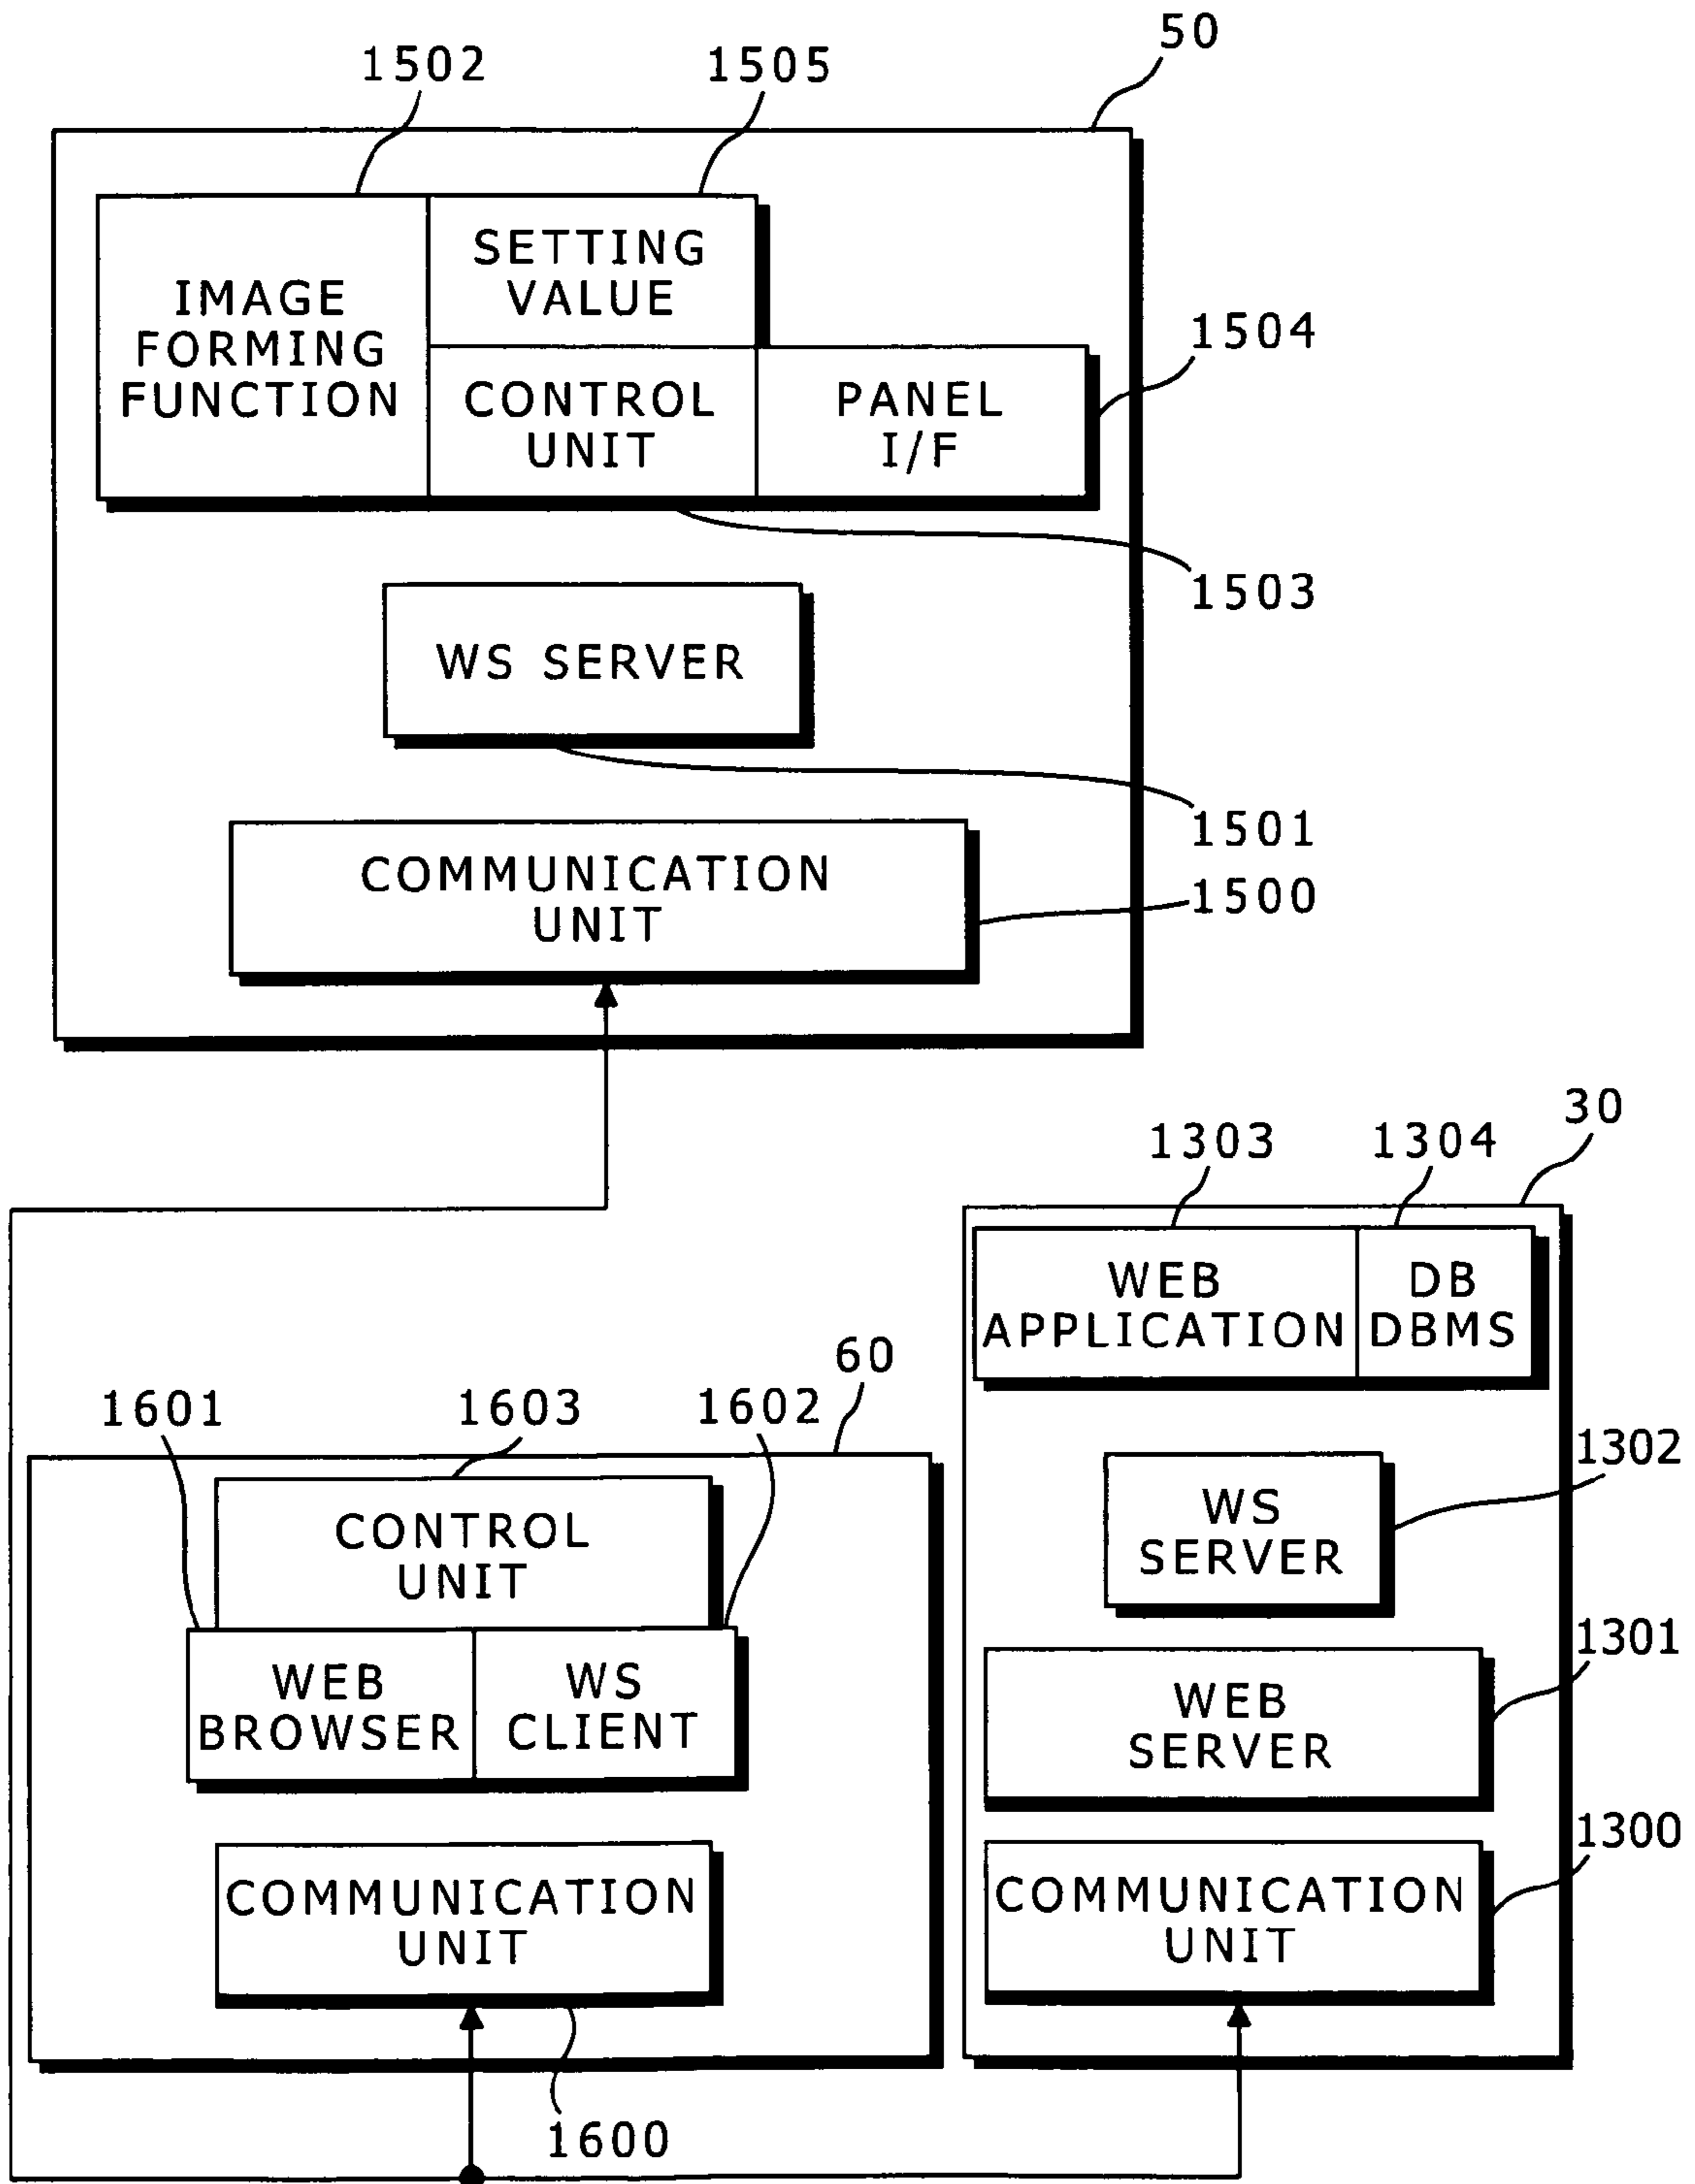 50
1502
1505
SETTING
VALUE
IMAGE
FORMING
FUNCTION
1504
CONTROL
UNIT
PANEL
I/F
1503
WS SERVER
1501
COMMUNICATION
UNIT
1500
30
1303
1304
WEB
APPLICATION
DB
DBMS
60
1601
1603
1602
1302
CONTROL
UNIT
WS
SERVER
1301
WEB
BROWSER
WS
CLIENT
WEB
SERVER
1300
COMMUNICATION
UNIT
COMMUNICATION
UNIT
1600